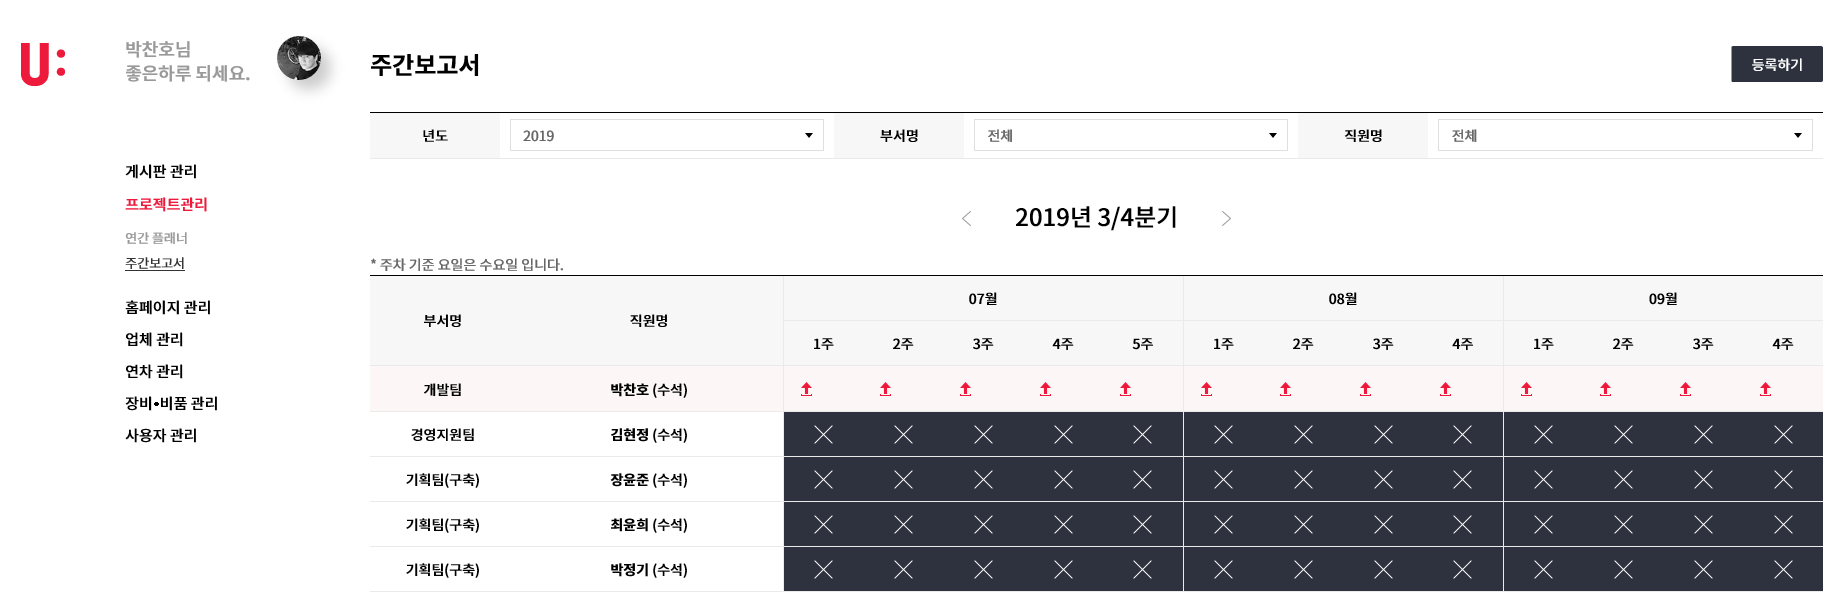 U:
박찬호님
좋은하루 되세요.
게시판 관리
프로젝트관리
연간 플래너
주간보고서
홈페이지 관리
업체 관리
연차 관리
장비•비품 관리
사용자 관리
주간보고서
등록하기
년도 2019 부서명 전체 직원명 전체
2019년 3/4분기
* 주차 기준 요일은 수요일 입니다.
부서명 직원명 07월 08월 09월
1주 2주 3주 4주 5주 1주 2주 3주 4주 1주 2주 3주 4주
개발팀 박찬호 (수석)
경영지원팀 김현정 (수석)
기획팀(구축) 장윤준 (수석)
기획팀(구축) 최윤희 (수석)
기획팀(구축) 박정기 (수석)